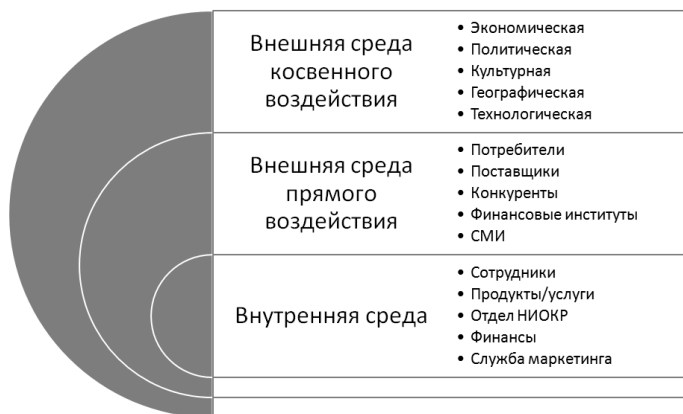 Внешняя среда
косвенного
воздействия
• Экономическая
• Политическая
• Культурная
• Географическая
• Технологическая
Внешняя среда
прямого
воздействия
• Потребители
• Поставщики
• Конкуренты
• Финансовые институты
• СМИ
Внутренняя среда
• Сотрудники
• Продукты/услуги
• Отдел НИОКР
• Финансы
• Служба маркетинга